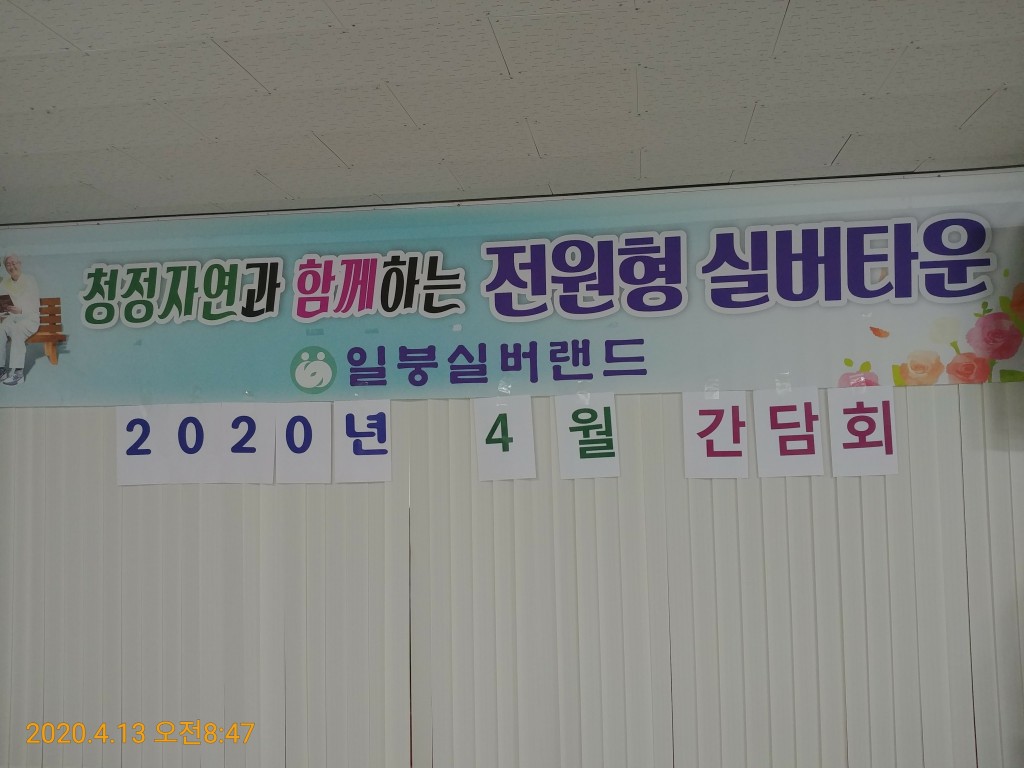 청정자연과 함께하는 전원형 실버타운
일붕실버랜드
2020년 4월 간담회
2020.4.13 오전8:47